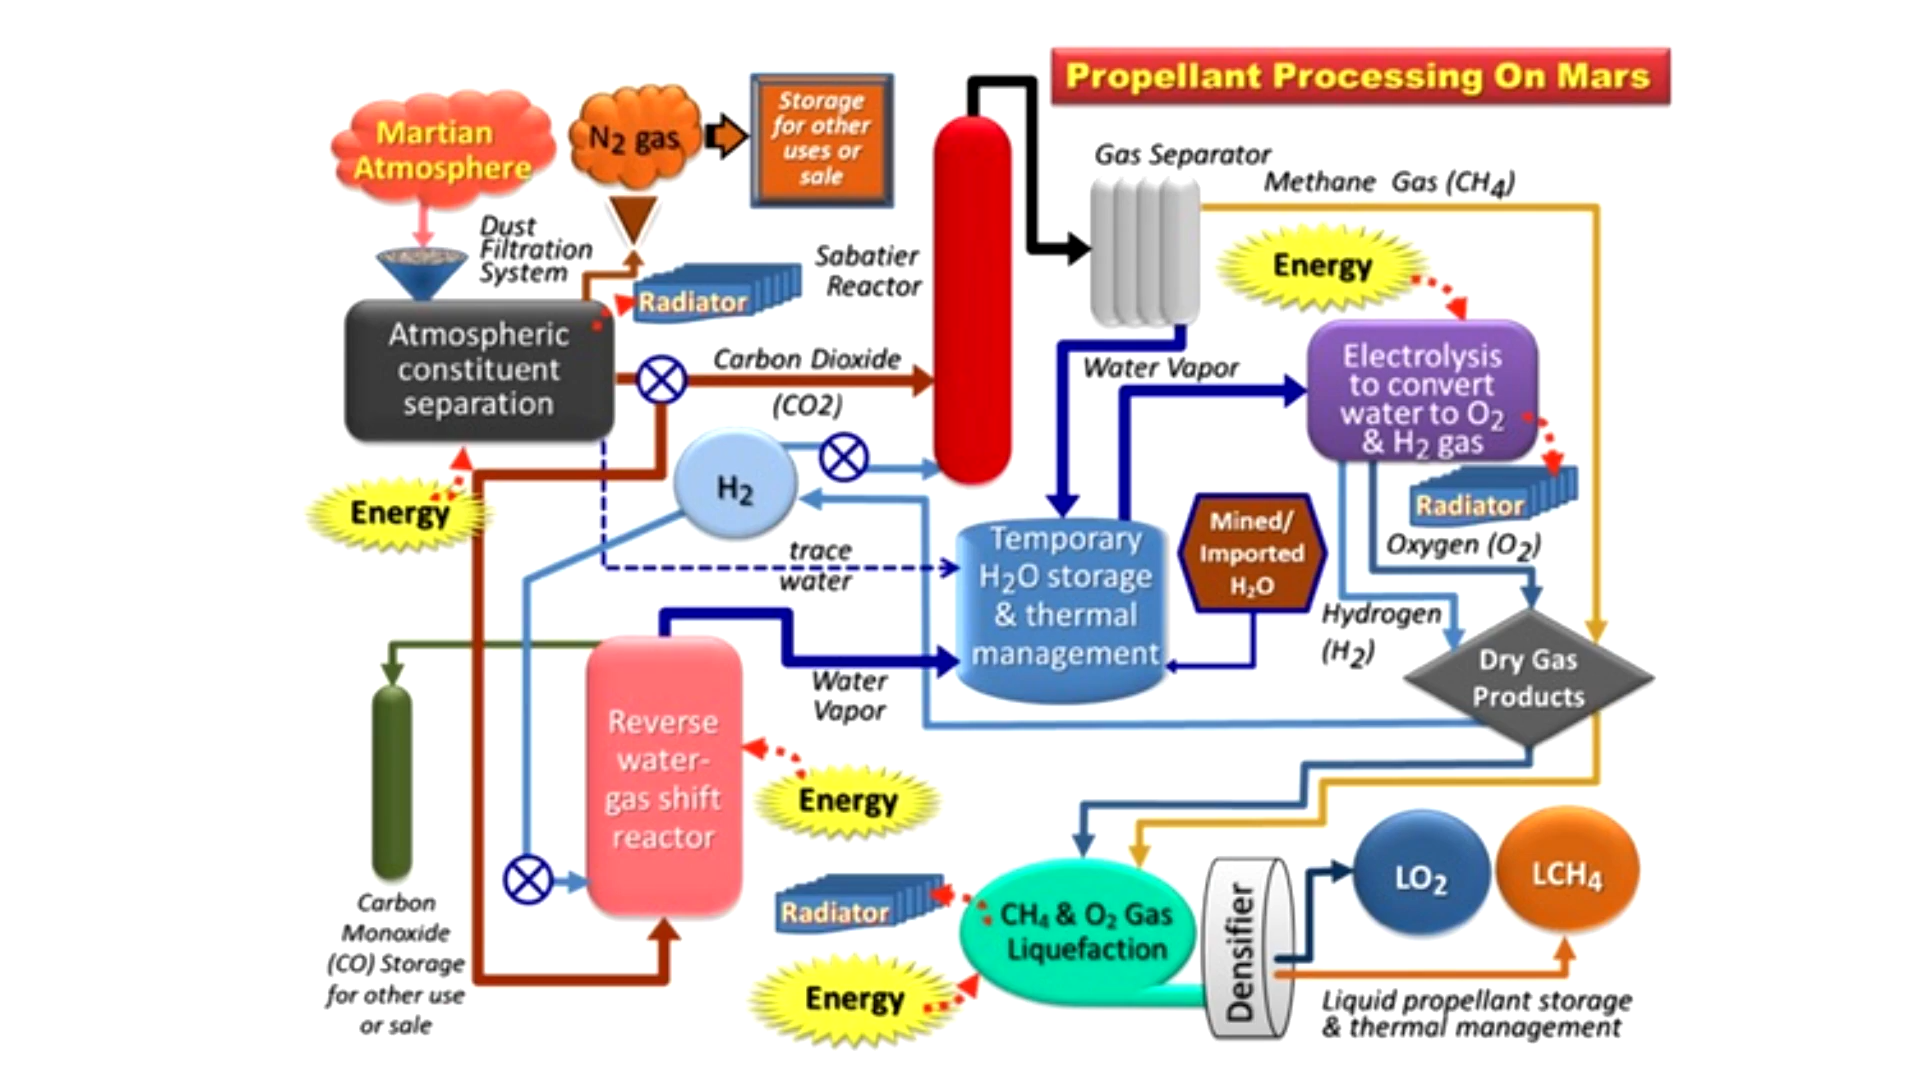 Propellant Processing On Mars
Martian
Atmosphere
N2 gas
Storage
for other
uses or
sale
Dust
Filtration
System
Radiator
Sabatier
Reactor
Gas Separator
Methane Gas (CH4)
Energy
Atmospheric
constituent
separation
Carbon Dioxide
(CO2)
Water Vapor
Electrolysis
to convert
water to O2
& H2 gas
Radiator
Energy
H2
trace
water
Temporary
H2O storage
& thermal
management
Mined/
Imported
H2O
Oxygen (O2)
Hydrogen
(H2)
Dry Gas
Products
Water
Vapor
Reverse
water-
gas shift
reactor
Energy
Carbon
Monoxide
(CO) Storage
for other use
or sale
Radiator
Energy
CH4 & O2 Gas
Liquefaction
Densifier
LO2
LCH4
Liquid propellant storage
& thermal management